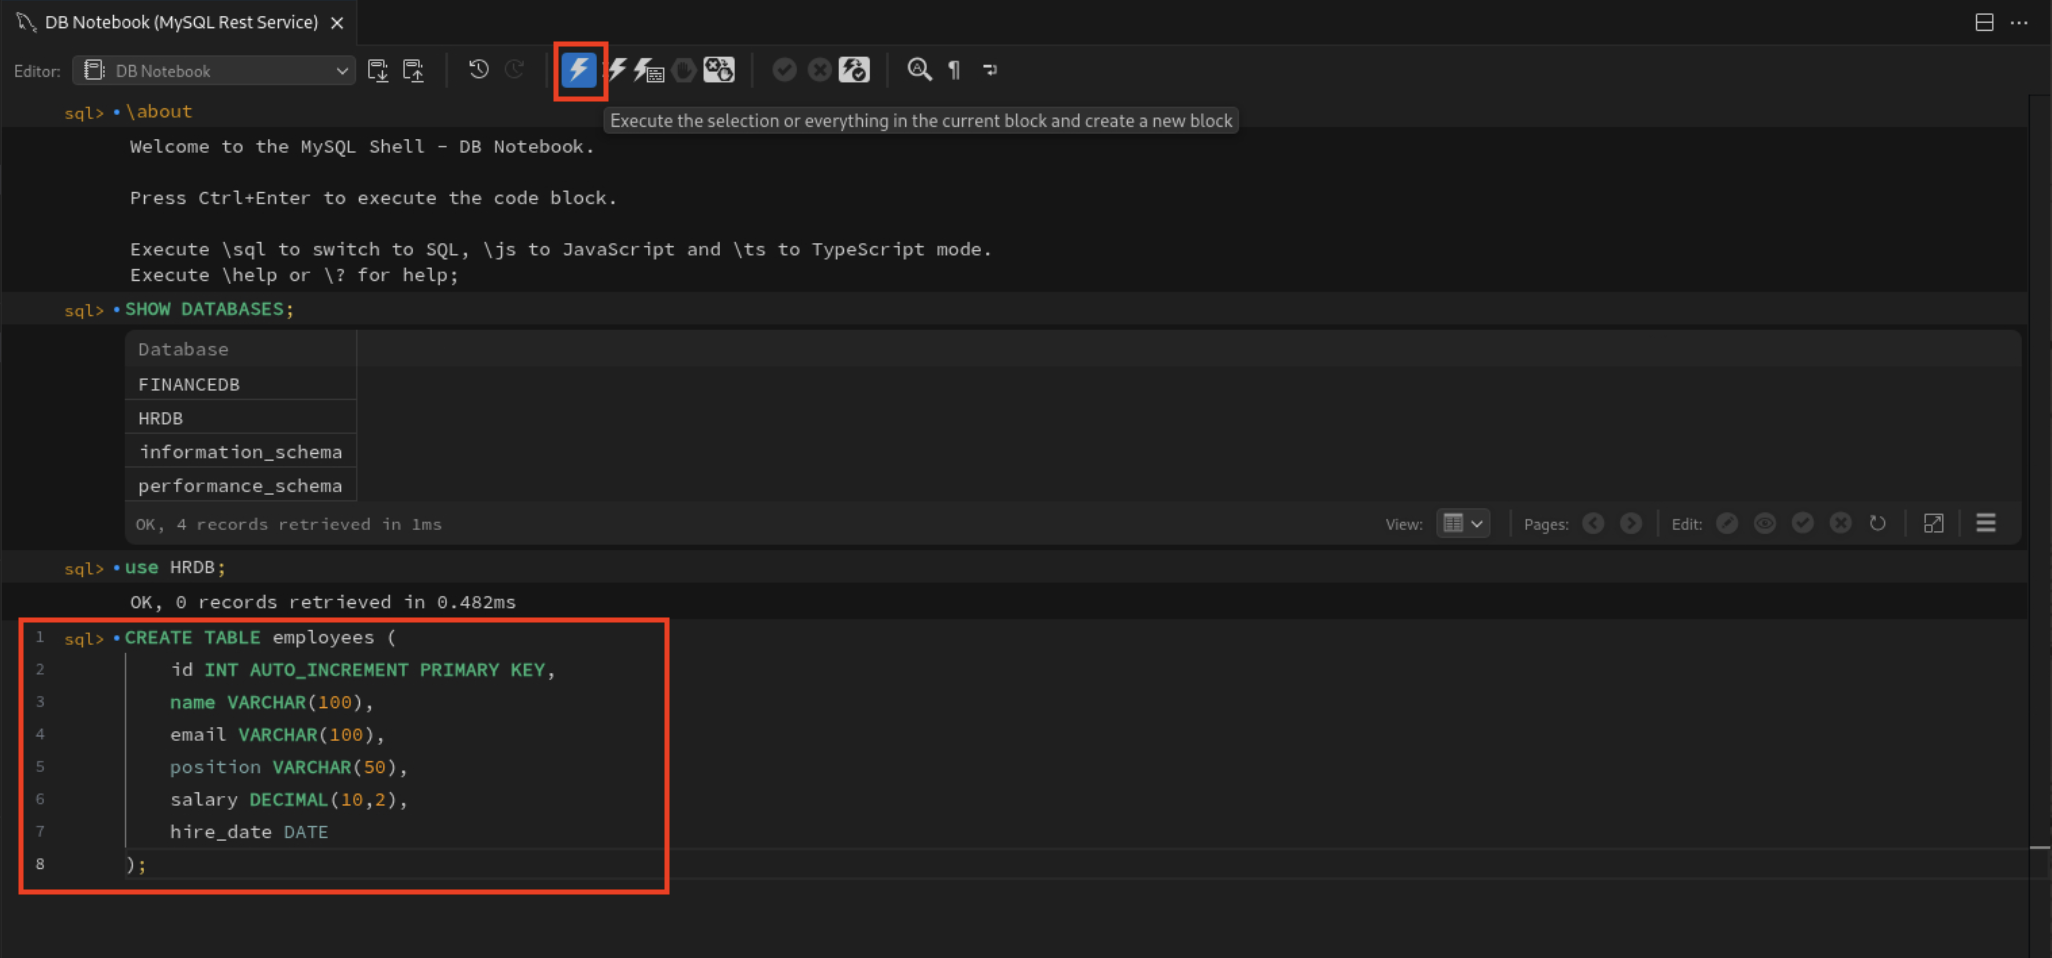 DB Notebook (MySQL Rest Service)
Editor: DB Notebook
sql> \about
Execute the selection or everything in the current block and create a new block
Welcome to the MySQL Shell - DB Notebook.
Press Ctrl+Enter to execute the code block.
Execute \sql to switch to SQL, \js to JavaScript and \ts to TypeScript mode.
Execute \help or \? for help;
sql> SHOW DATABASES;
Database
FINANCEDB
HRDB
information_schema
performance_schema
OK, 4 records retrieved in 1ms View: Pages: Edit:
sql> use HRDB;
OK, 0 records retrieved in 0.482ms
1 sql> CREATE TABLE employees (
2 id INT AUTO_INCREMENT PRIMARY KEY,
3 name VARCHAR(100),
4 email VARCHAR(100),
5 position VARCHAR(50),
6 salary DECIMAL(10,2),
7 hire_date DATE
8 );